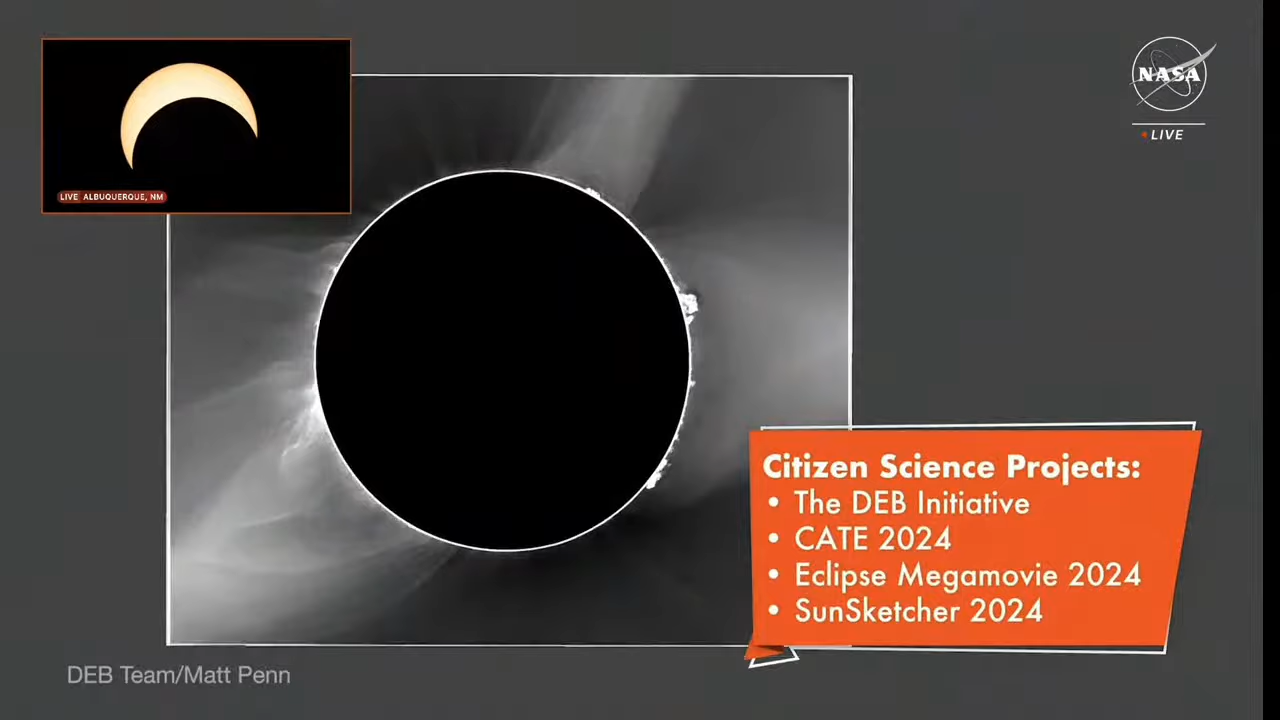 LIVE ALBUQUERQUE, NM
NASA
LIVE
Citizen Science Projects:
• The DEB Initiative
• CATE 2024
• Eclipse Megamovie 2024
• SunSketcher 2024
DEB Team/Matt Penn